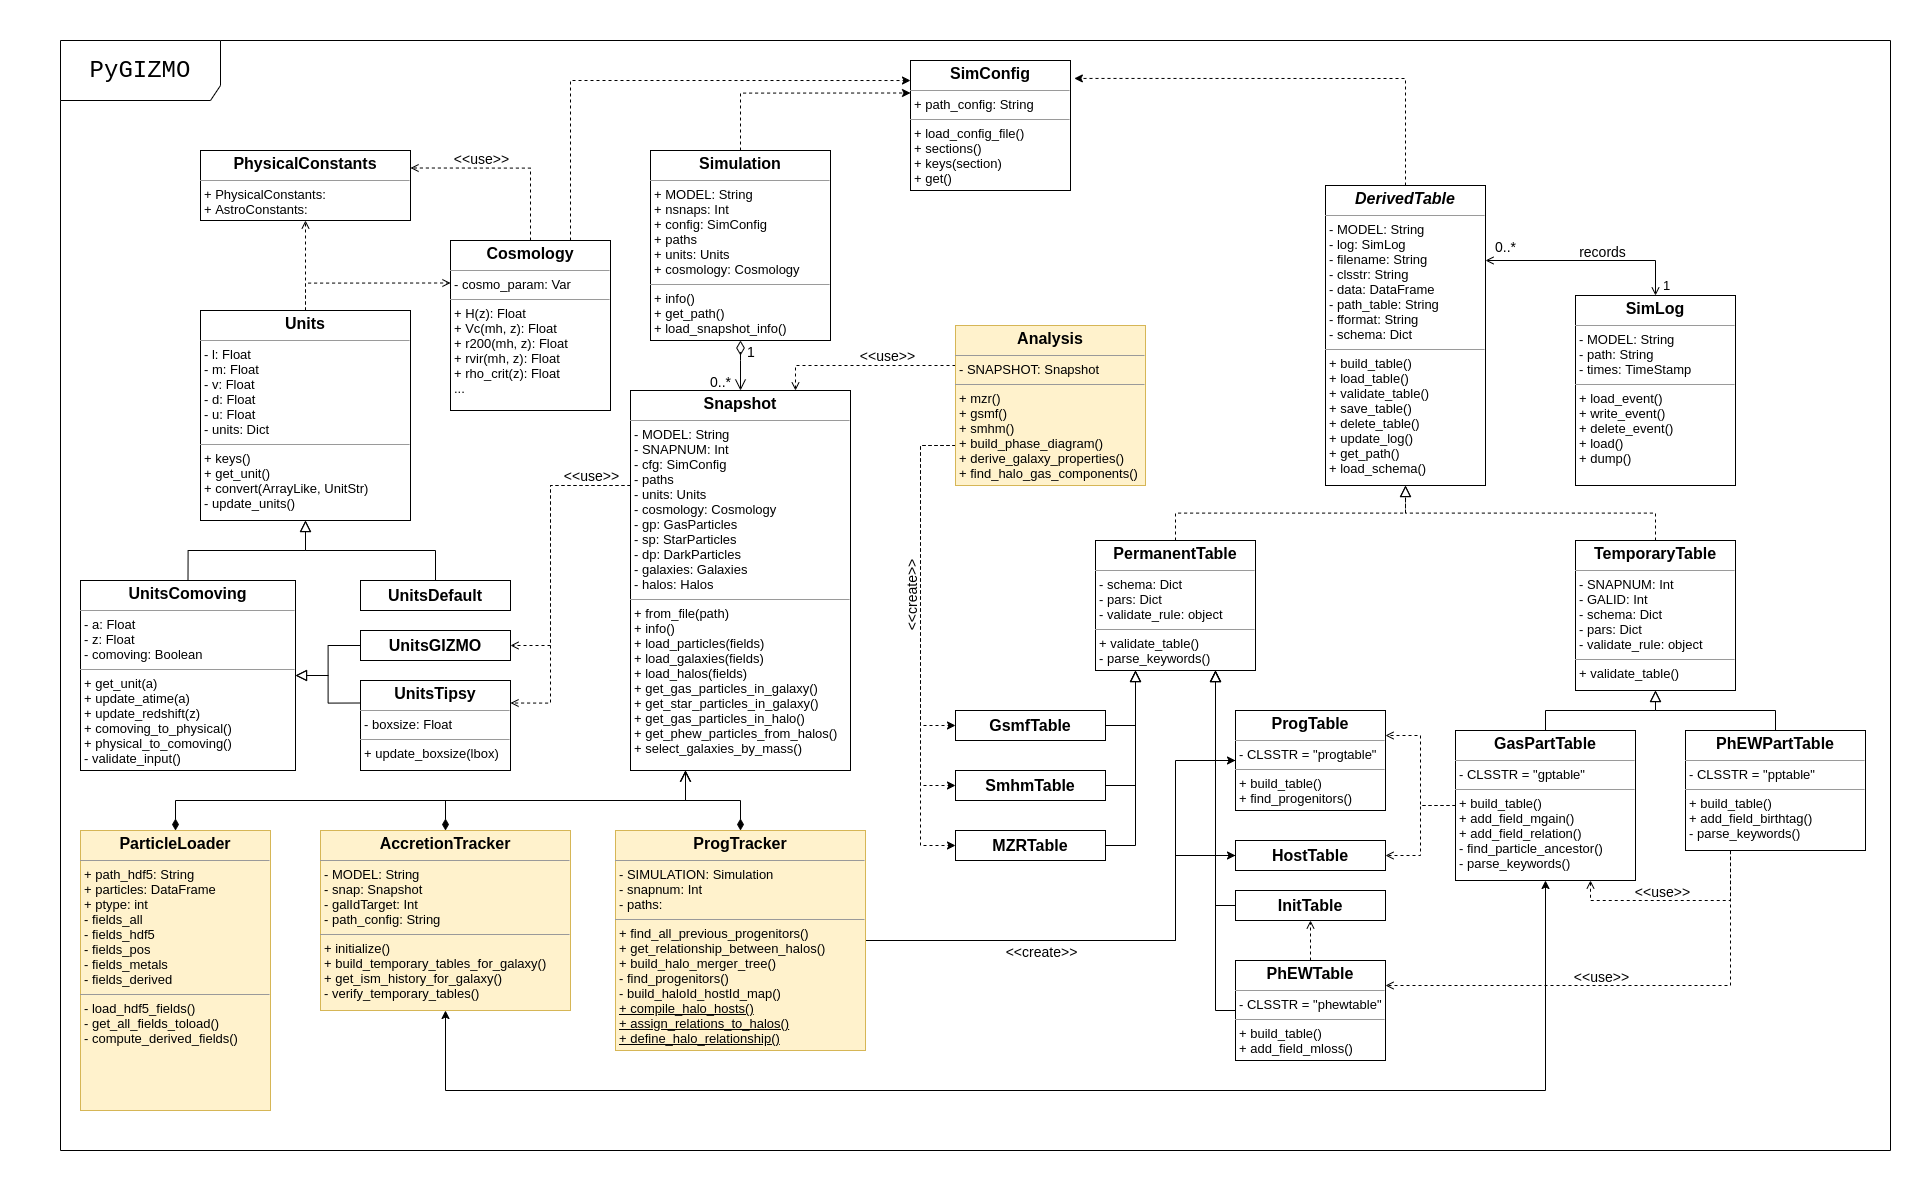 PyGIZMO
SimConfig
+ path_config: String
+ load_config_file()
+ sections()
+ keys(section)
+ get()
PhysicalConstants
+ PhysicalConstants:
+ AstroConstants:
<<use>>
Simulation
+ MODEL: String
+ nsnaps: Int
+ config: SimConfig
+ paths
+ units: Units
+ cosmology: Cosmology
+ info()
+ get_path()
+ load_snapshot_info()
1
0..*
Cosmology
- cosmo_param: Var
+ H(z): Float
+ Vc(mh, z): Float
+ r200(mh, z): Float
+ rvir(mh, z): Float
+ rho_crit(z): Float
...
DerivedTable
- MODEL: String
- log: SimLog
- filename: String
- clsstr: String
- data: DataFrame
- path_table: String
- fformat: String
- schema: Dict
+ build_table()
+ load_table()
+ validate_table()
+ save_table()
+ delete_table()
+ update_log()
+ get_path()
+ load_schema()
0..*
records
1
SimLog
- MODEL: String
- path: String
- times: TimeStamp
+ load_event()
+ write_event()
+ delete_event()
+ load()
+ dump()
Units
- l: Float
- m: Float
- v: Float
- d: Float
- u: Float
- units: Dict
+ keys()
+ get_unit()
+ convert(ArrayLike, UnitStr)
- update_units()
<<use>>
Analysis
- SNAPSHOT: Snapshot
+ mzr()
+ gsmf()
+ smhm()
+ build_phase_diagram()
+ derive_galaxy_properties()
+ find_halo_gas_components()
<<use>>
Snapshot
- MODEL: String
- SNAPNUM: Int
- cfg: SimConfig
- paths
- units: Units
- cosmology: Cosmology
- gp: GasParticles
- sp: StarParticles
- dp: DarkParticles
- galaxies: Galaxies
- halos: Halos
+ from_file(path)
+ info()
+ load_particles(fields)
+ load_galaxies(fields)
+ load_halos(fields)
+ get_gas_particles_in_galaxy()
+ get_star_particles_in_galaxy()
+ get_gas_particles_in_halo()
+ get_phew_particles_from_halos()
+ select_galaxies_by_mass()
<<create>>
PermanentTable
- schema: Dict
- pars: Dict
- validate_rule: object
+ validate_table()
- parse_keywords()
TemporaryTable
- SNAPNUM: Int
- GALID: Int
- schema: Dict
- pars: Dict
- validate_rule: object
+ validate_table()
UnitsComoving
- a: Float
- z: Float
- comoving: Boolean
+ get_unit(a)
+ update_atime(a)
+ update_redshift(z)
+ comoving_to_physical()
+ physical_to_comoving()
- validate_input()
UnitsDefault
UnitsGIZMO
UnitsTipsy
- boxsize: Float
+ update_boxsize(lbox)
GsmfTable
SmhmTable
MZRTable
ProgTable
- CLSSTR = "progtable"
+ build_table()
+ find_progenitors()
HostTable
InitTable
PhEWTable
- CLSSTR = "phewtable"
+ build_table()
+ add_field_mloss()
GasPartTable
- CLSSTR = "gptable"
+ build_table()
+ add_field_mgain()
+ add_field_relation()
- find_particle_ancestor()
- parse_keywords()
PhEWPartTable
- CLSSTR = "pptable"
+ build_table()
+ add_field_birthtag()
- parse_keywords()
<<use>>
<<use>>
ParticleLoader
+ path_hdf5: String
+ particles: DataFrame
+ ptype: int
- fields_all
- fields_hdf5
- fields_pos
- fields_metals
- fields_derived
- load_hdf5_fields()
- get_all_fields_toload()
- compute_derived_fields()
AccretionTracker
- MODEL: String
- snap: Snapshot
- galIdTarget: Int
- path_config: String
+ initialize()
+ build_temporary_tables_for_galaxy()
+ get_ism_history_for_galaxy()
- verify_temporary_tables()
ProgTracker
- SIMULATION: Simulation
- snapnum: Int
- paths:
+ find_all_previous_progenitors()
+ get_relationship_between_halos()
+ build_halo_merger_tree()
- find_progenitors()
- build_haloId_hostId_map()
+ compile_halo_hosts()
+ assign_relations_to_halos()
+ define_halo_relationship()
<<create>>